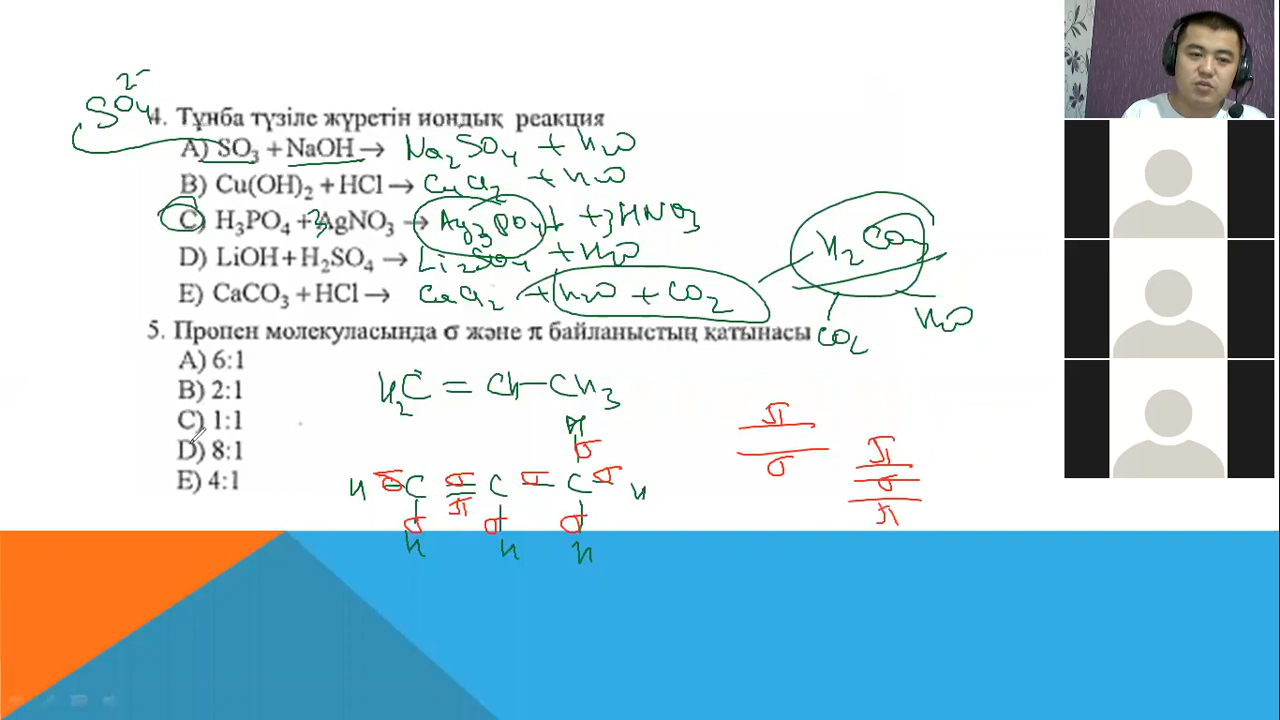 SO₄²⁻
4. Тұнба түзіле жүретін иондық реакция
A) SO₃ + NaOH → Na₂SO₄ + H₂O
B) Cu(OH)₂ + HCl → CuCl₂ + H₂O
C) H₃PO₄ + 3AgNO₃ → Ag₃PO₄↓ + 3HNO₃
D) LiOH + H₂SO₄ → Li₂SO₄ + H₂O
E) CaCO₃ + HCl → CaCl₂ + H₂O + CO₂
H₂CO₃
CO₂ H₂O
5. Пропен молекуласында σ және π байланыстың қатынасы
A) 6:1
B) 2:1
C) 1:1
D) 8:1
E) 4:1
H₂C = CH – CH₃
H
σ
H σ C σ C σ C σ H
π
σ σ σ
H H H
π
σ
π
σ
π